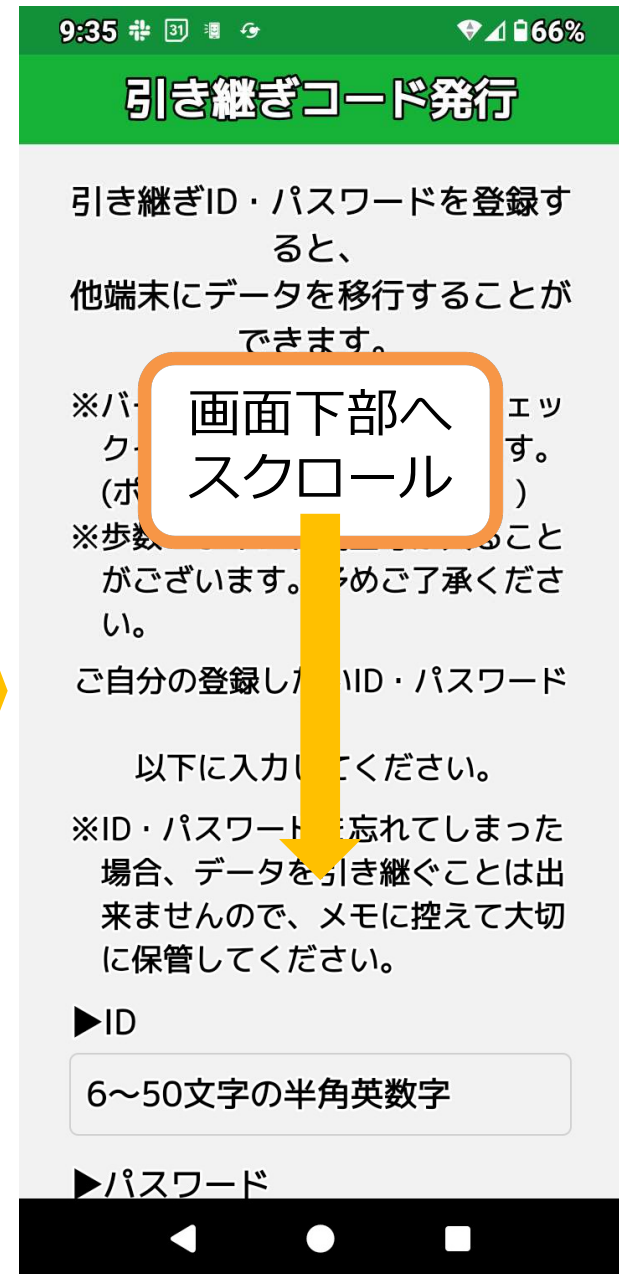 9:35 31 66%
引き継ぎコード発行
引き継ぎID・パスワードを登録す
ると、
他端末にデータを移行することが
できます。
※バー ェッ
ク す。
(ポ )
画面下部へ
スクロール
※歩数 ること
がございます。 めご了承くださ
い。
ご自分の登録した いID・パスワード
以下に入力し てください。
※ID・パスワード を忘れてしまった
場合、データを引き継ぐことは出
来ませんので、メモに控えて大切
に保管してください。
▶ID
6〜50文字の半角英数字
▶パスワード